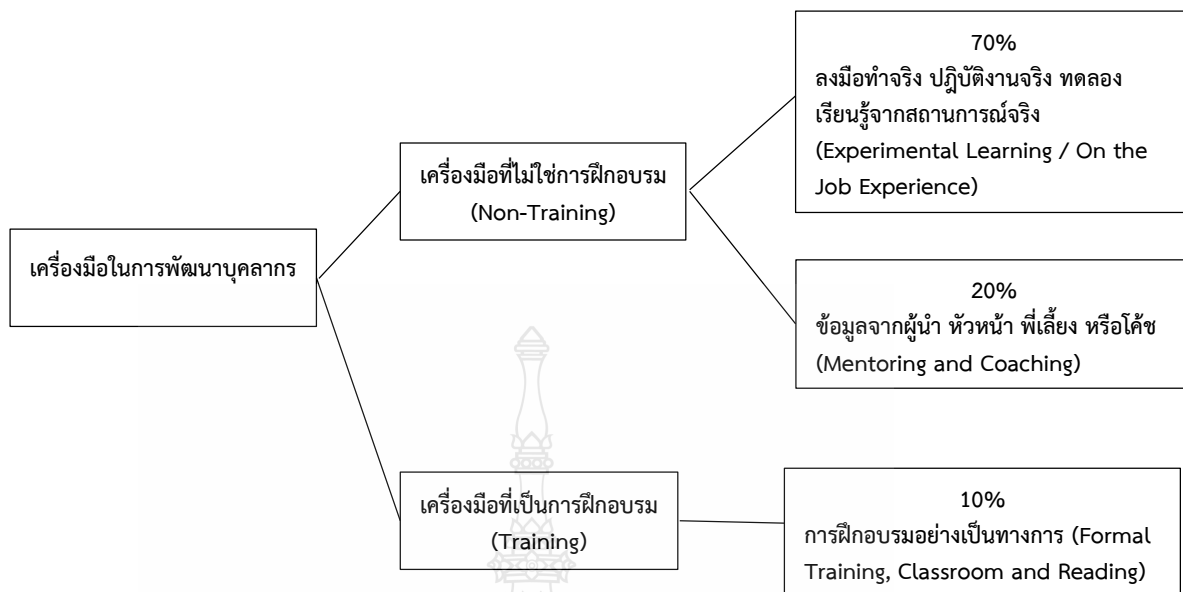 70%
ลงมือทำจริง ปฎิบัติงานจริง ทดลอง
เรียนรู้จากสถานการณ์จริง
(Experimental Learning / On the
Job Experience)
เครื่องมือที่ไม่ใช่การฝึกอบรม
(Non-Training)
เครื่องมือในการพัฒนาบุคลากร
20%
ข้อมูลจากผู้นำ หัวหน้า พี่เลี้ยง หรือโค้ช
(Mentoring and Coaching)
เครื่องมือที่เป็นการฝึกอบรม
(Training)
10%
การฝึกอบรมอย่างเป็นทางการ (Formal
Training, Classroom and Reading)